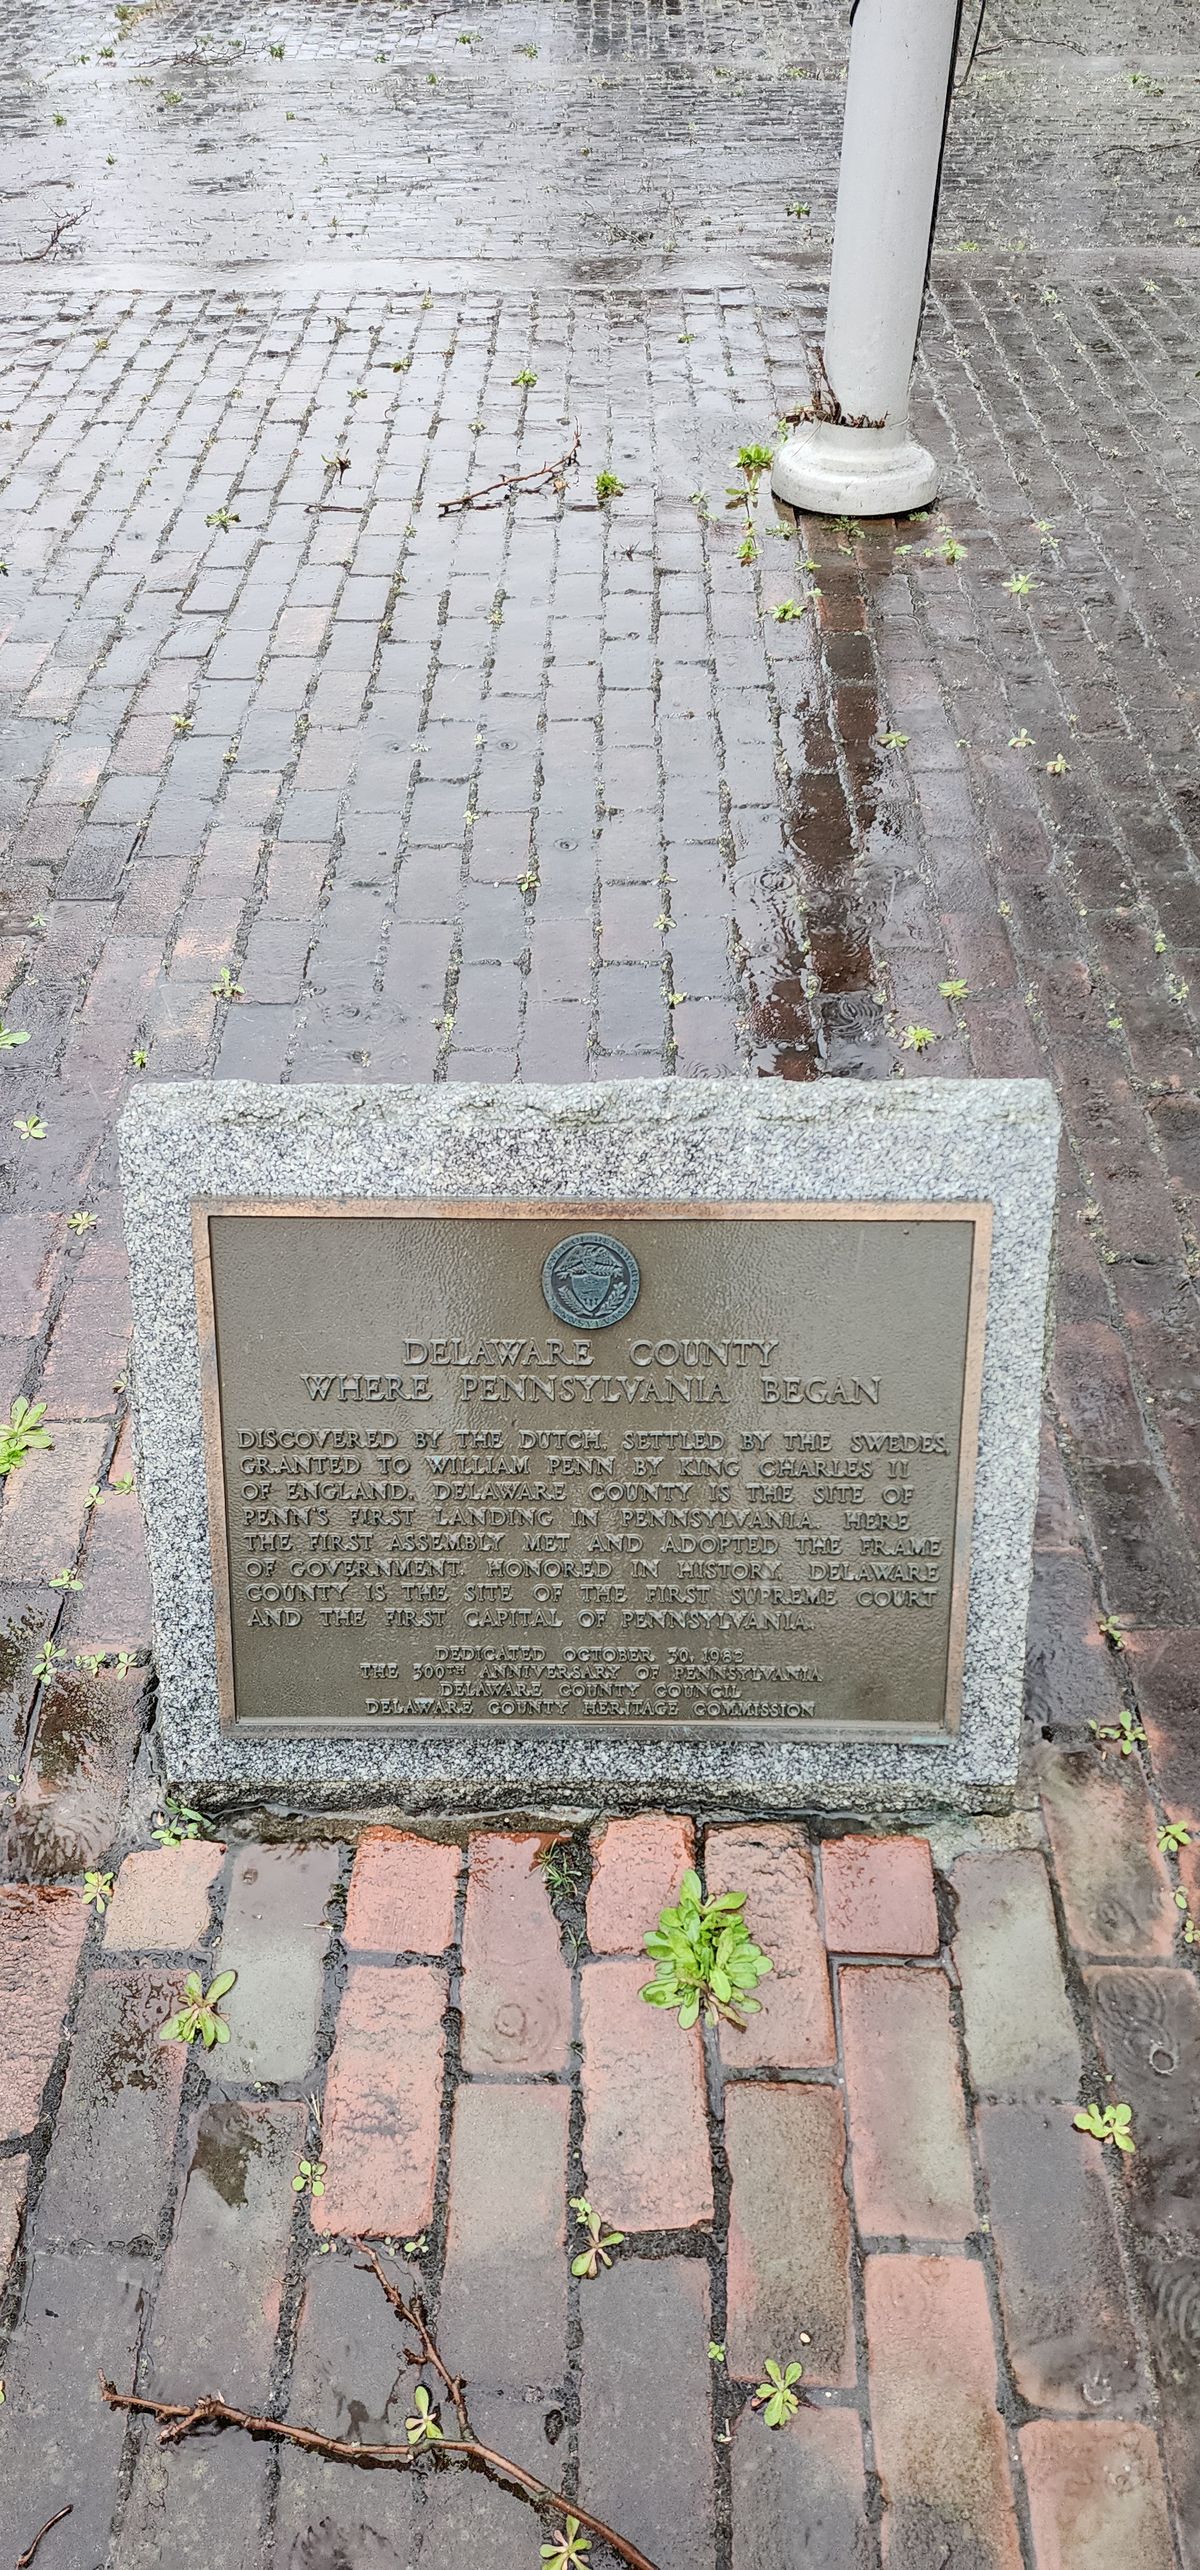 DELAWARE COUNTY
WHERE PENNSYLVANIA BEGAN
DISCOVERED BY THE DUTCH, SETTLED BY THE SWEDES,
GRANTED TO WILLIAM PENN BY KING CHARLES II
OF ENGLAND, DELAWARE COUNTY IS THE SITE OF
PENN'S FIRST LANDING IN PENNSYLVANIA. HERE
THE FIRST ASSEMBLY MET AND ADOPTED THE FRAME
OF GOVERNMENT. HONORED IN HISTORY, DELAWARE
COUNTY IS THE SITE OF THE FIRST SUPREME COURT
AND THE FIRST CAPITAL OF PENNSYLVANIA.
DEDICATED OCTOBER 30, 1982
THE 300TH ANNIVERSARY OF PENNSYLVANIA
DELAWARE COUNTY COUNCIL
DELAWARE COUNTY HERITAGE COMMISSION